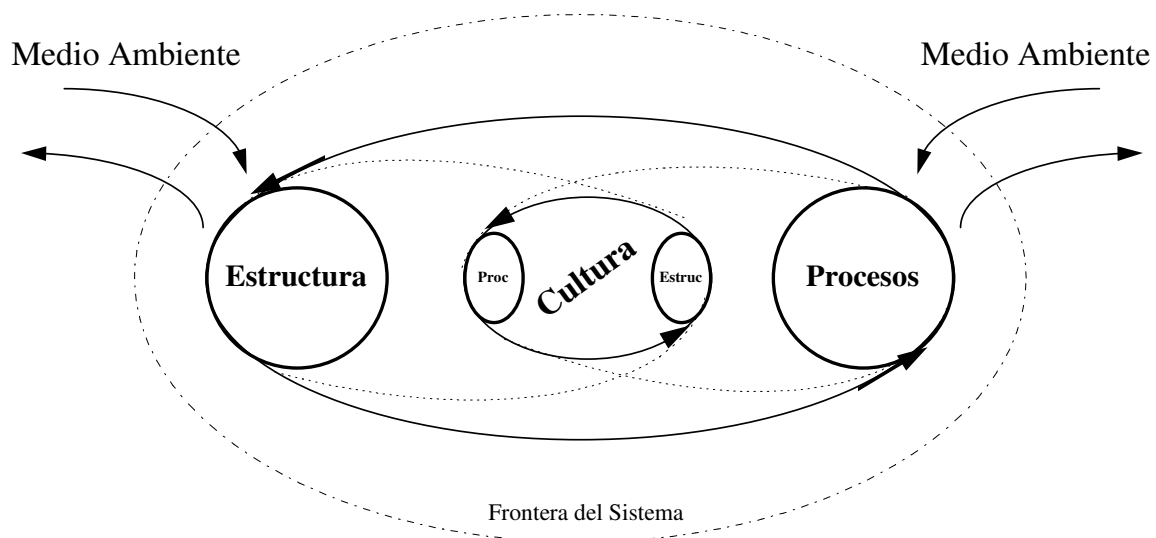 Medio Ambiente
Medio Ambiente
Estructura
Proc
Cultura
Estruc
Procesos
Frontera del Sistema